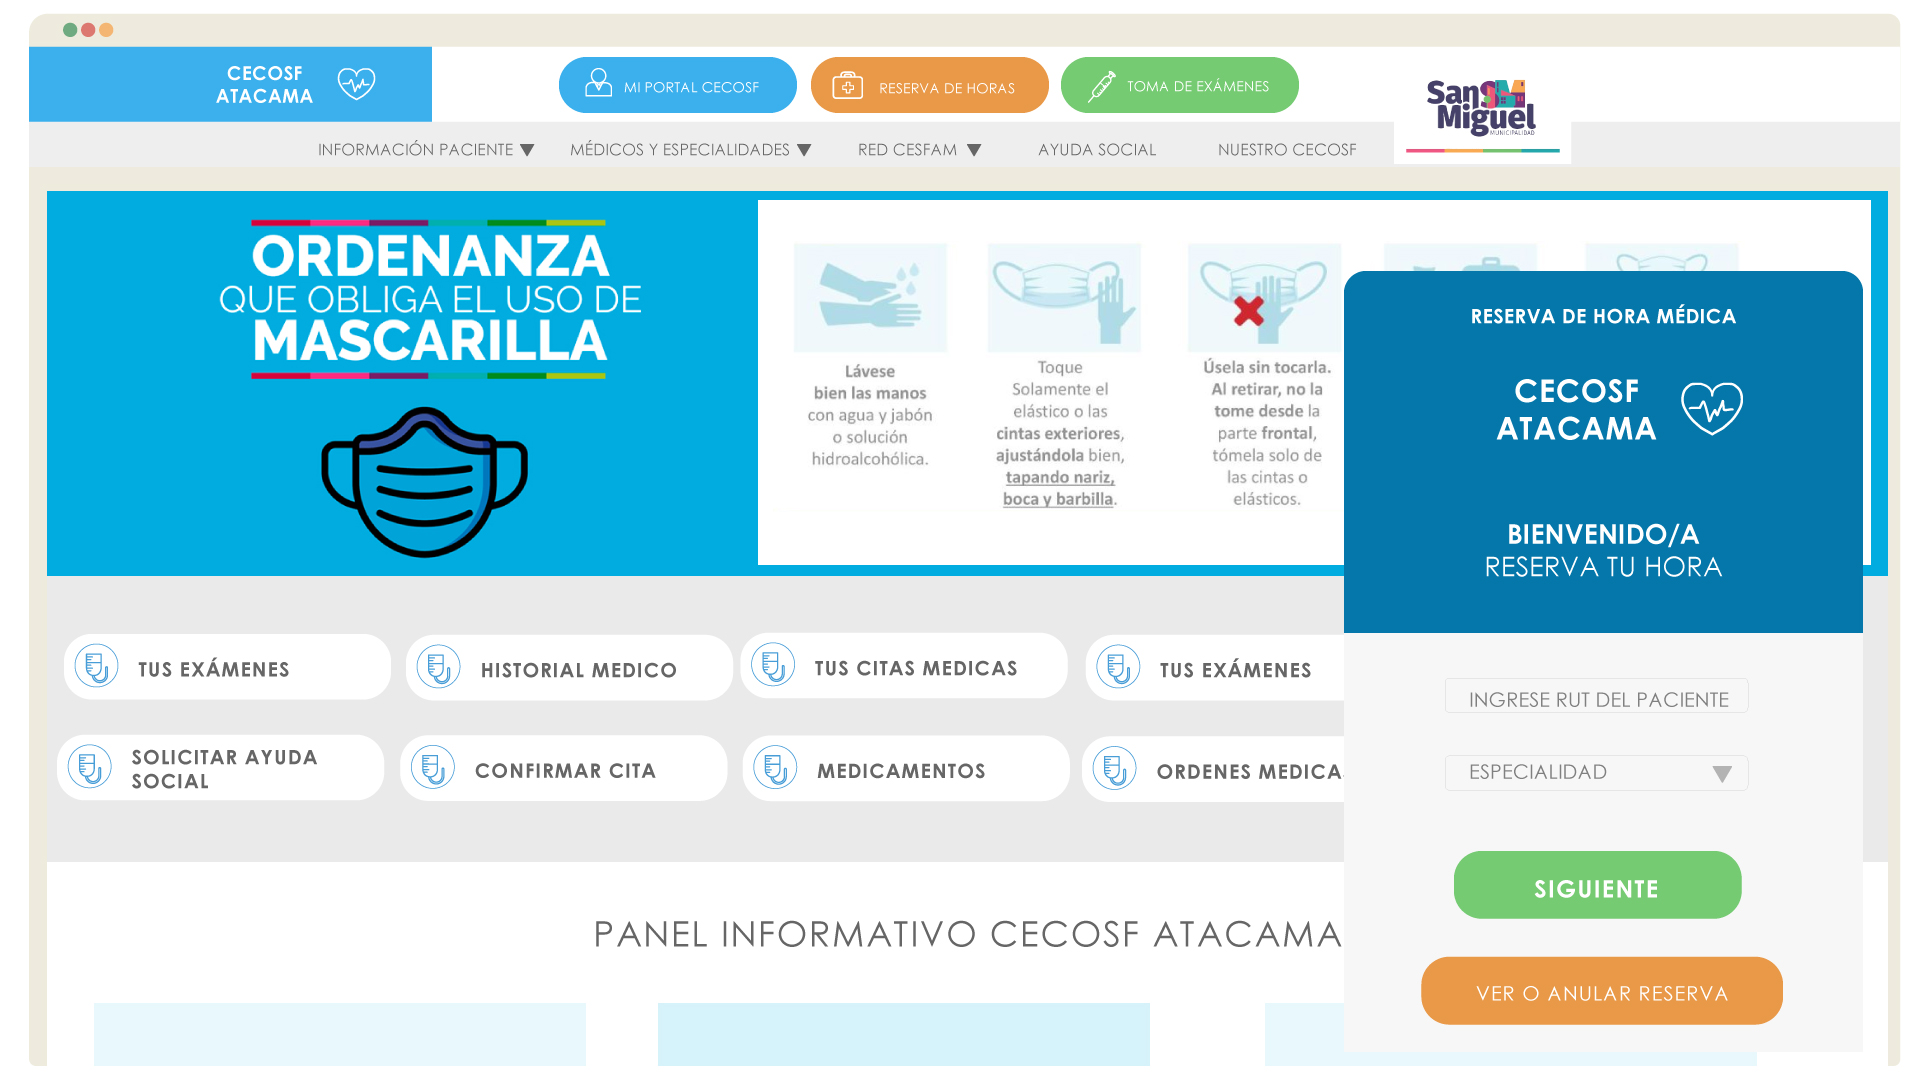 CECOSF
ATACAMA
MI PORTAL CECOSF
RESERVA DE HORAS
TOMA DE EXÁMENES
San
Miguel
MUNICIPALIDAD
INFORMACIÓN PACIENTE
MÉDICOS Y ESPECIALIDADES
RED CESFAM
AYUDA SOCIAL
NUESTRO CECOSF
ORDENANZA
QUE OBLIGA EL USO DE
MASCARILLA
Lávese
bien las manos
con agua y jabón
o solución
hidroalcohólica.
Toque
Solamente el
elástico o las
cintas exteriores,
ajustándola bien,
tapando nariz,
boca y barbilla.
Úsela sin tocarla.
Al retirar, no la
tome desde la
parte frontal,
tómela solo de
las cintas o
elásticos.
RESERVA DE HORA MÉDICA
CECOSF
ATACAMA
BIENVENIDO/A
RESERVA TU HORA
INGRESE RUT DEL PACIENTE
ESPECIALIDAD
SIGUIENTE
VER O ANULAR RESERVA
TUS EXÁMENES
HISTORIAL MEDICO
TUS CITAS MEDICAS
TUS EXÁMENES
SOLICITAR AYUDA
SOCIAL
CONFIRMAR CITA
MEDICAMENTOS
ORDENES MEDICA
PANEL INFORMATIVO CECOSF ATACAMA